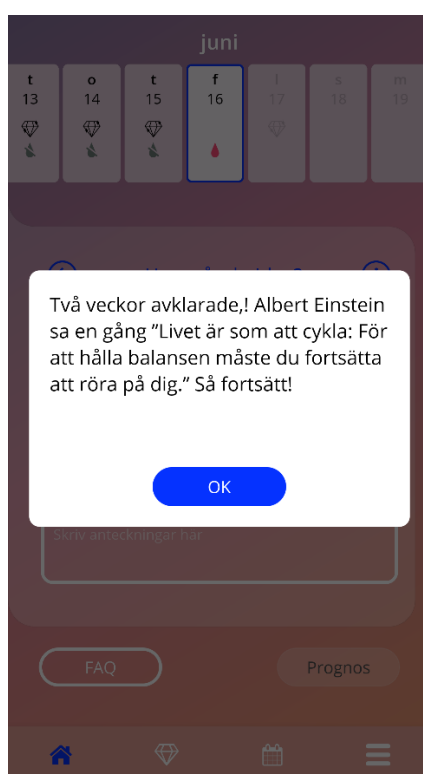 juni
t o t f l s m
13 14 15 16 17 18 19
Två veckor avklarade,! Albert Einstein
sa en gång ”Livet är som att cykla: För
att hålla balansen måste du fortsätta
att röra på dig.” Så fortsätt!
OK
Skriv anteckningar här
FAQ Prognos